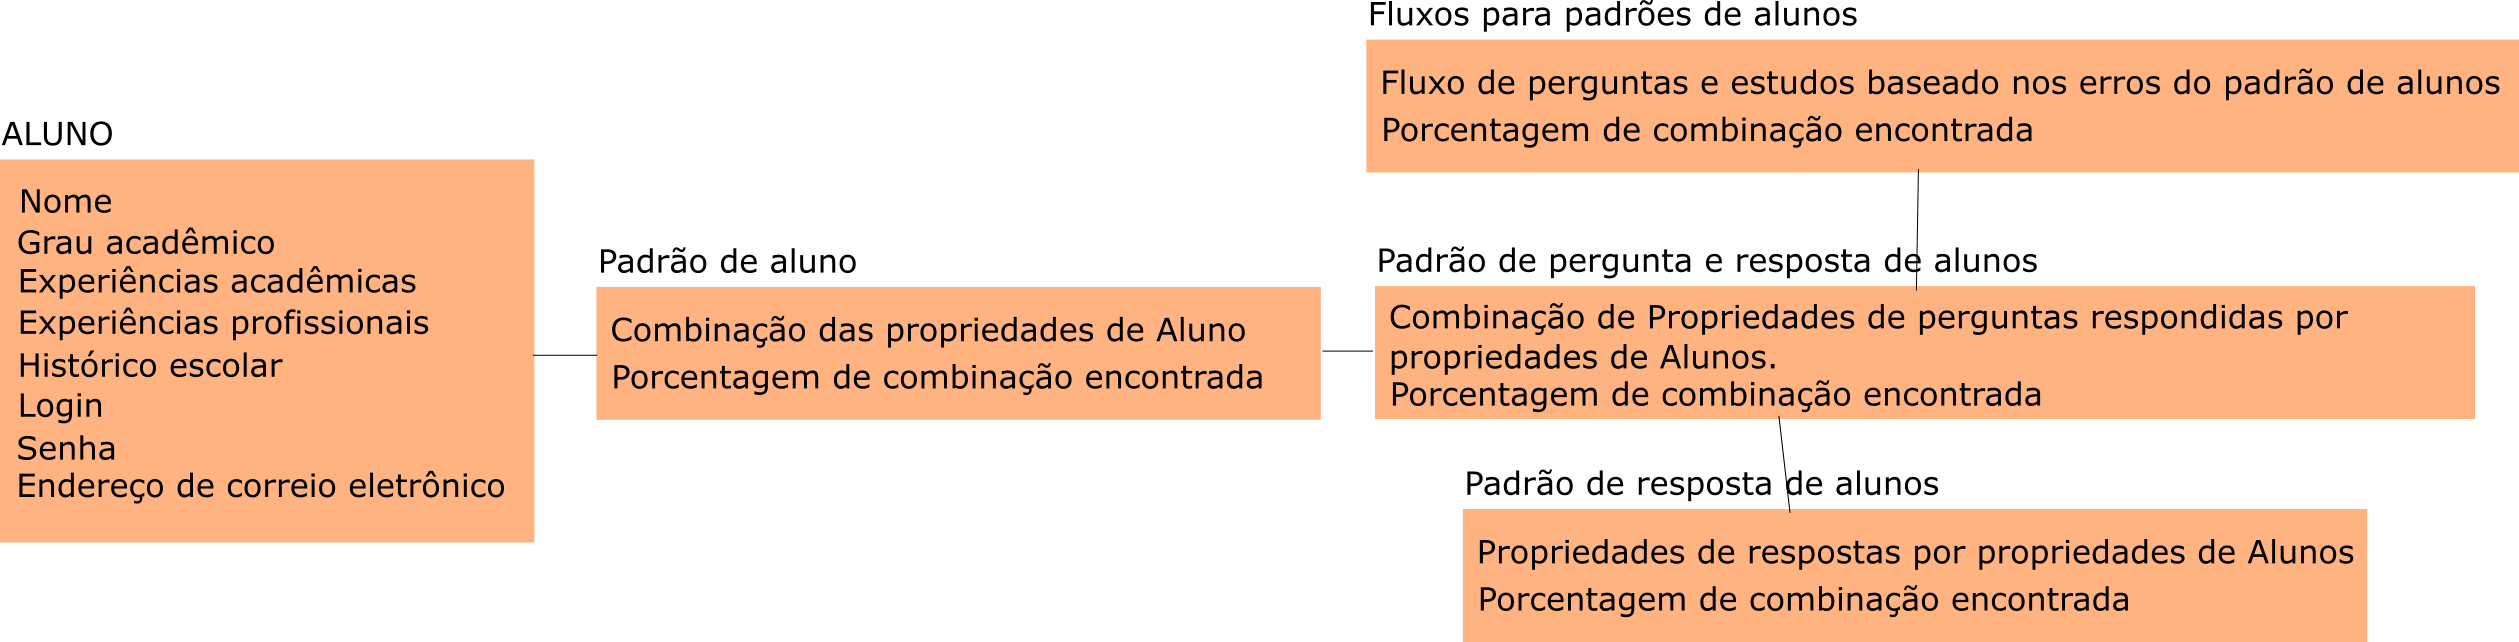 ALUNO
Nome
Grau acadêmico
Experiências acadêmicas
Experiências profissionais
Histórico escolar
Login
Senha
Endereço de correio eletrônico
Padrão de aluno
Combinação das propriedades de Aluno
Porcentagem de combinação encontrada
Fluxos para padrões de alunos
Fluxo de perguntas e estudos baseado nos erros do padrão de alunos
Porcentagem de combinação encontrada
Padrão de pergunta e resposta de alunos
Combinação de Propriedades de perguntas respondidas por
propriedades de Alunos.
Porcentagem de combinação encontrada
Padrão de resposta de alunos
Propriedades de respostas por propriedades de Alunos
Porcentagem de combinação encontrada